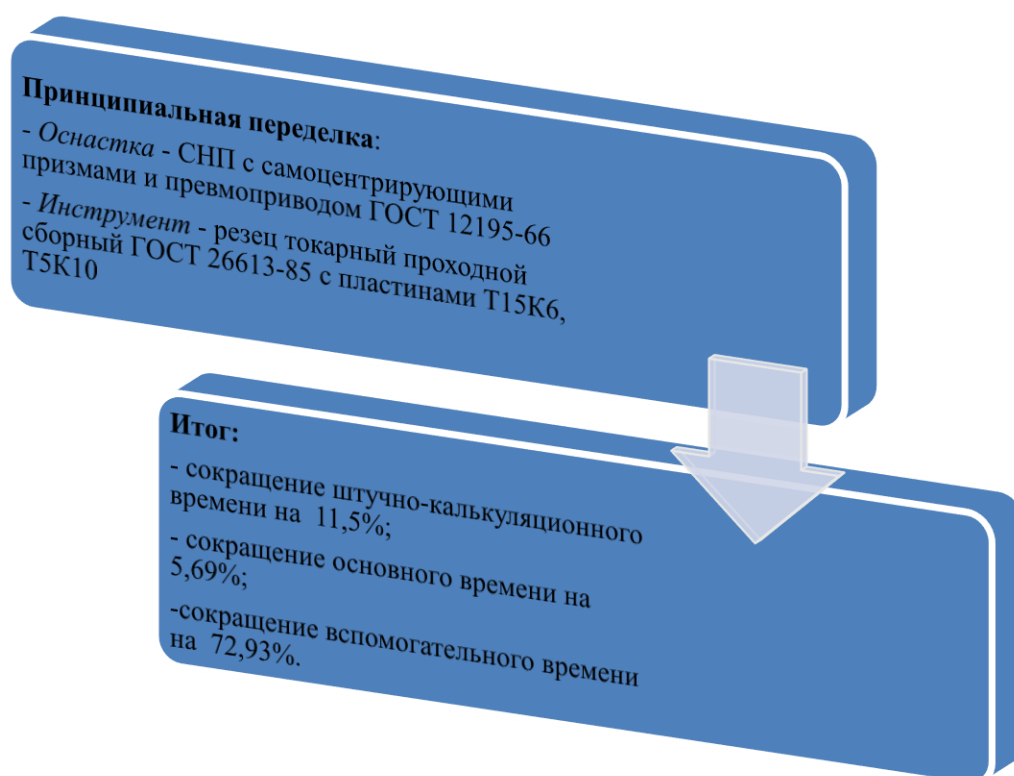 Принципиальная переделка:
- Оснастка - СНП с самоцентрирующими
призмами и превмоприводом ГОСТ 12195-66
- Инструмент - резец токарный проходной
сборный ГОСТ 26613-85 с пластинами Т15К6,
Т5К10
Итог:
- сокращение штучно-калькуляционного
времени на 11,5%;
- сокращение основного времени на
5,69%;
-сокращение вспомогательного времени
на 72,93%.